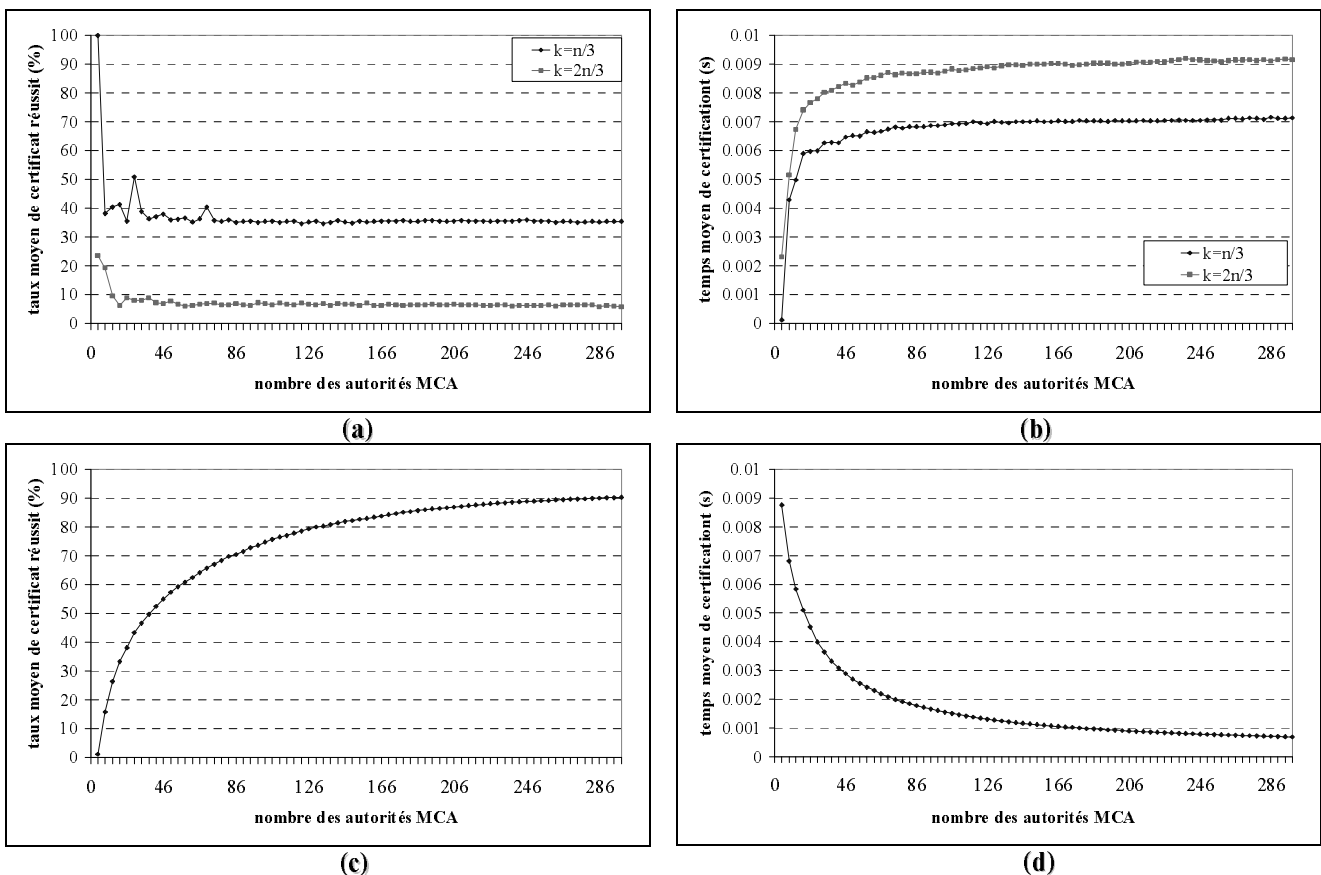 taux moyen de certificat réussit (%)
100
90
80
70
60
50
40
30
20
10
0
k=n/3
k=2n/3
0 46 86 126 166 206 246 286
nombre des autorités MCA
(a)
temps moyen de certificationt (s)
0.01
0.009
0.008
0.007
0.006
0.005
0.004
0.003
0.002
0.001
0
k=n/3
k=2n/3
0 46 86 126 166 206 246 286
nombre des autorités MCA
(b)
taux moyen de certificat réussit (%)
100
90
80
70
60
50
40
30
20
10
0
0 46 86 126 166 206 246 286
nombre des autorités MCA
(c)
temps moyen de certificationt (s)
0.01
0.009
0.008
0.007
0.006
0.005
0.004
0.003
0.002
0.001
0
0 46 86 126 166 206 246 286
nombre des autorités MCA
(d)